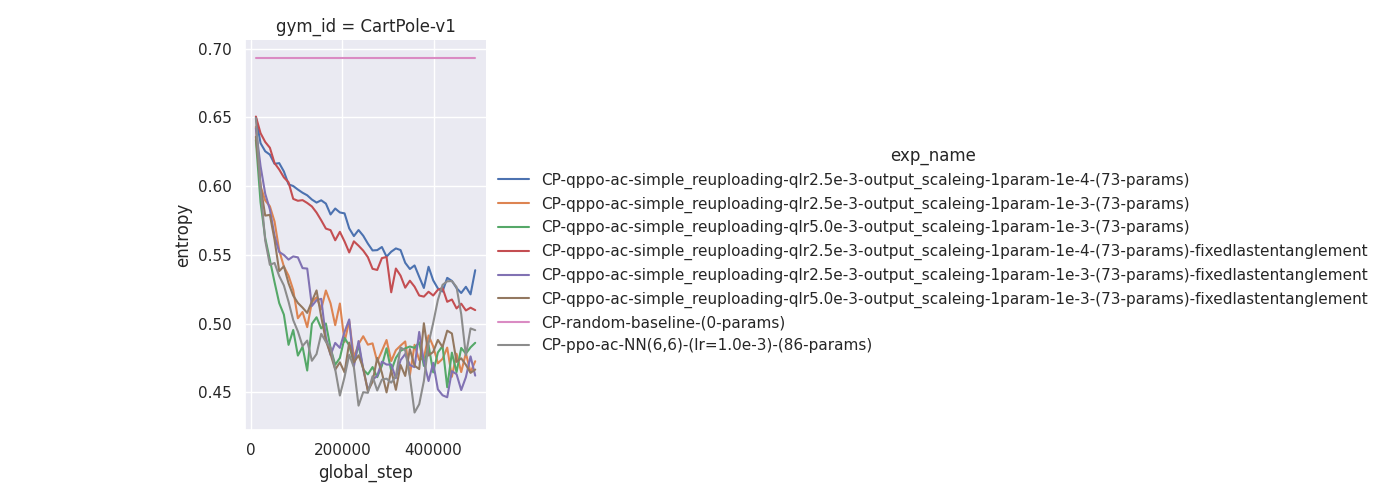 gym_id = CartPole-v1
0.70
0.65
0.60
0.55
0.50
0.45
entropy
0
200000
400000
global_step
exp_name
CP-qppo-ac-simple_reuploading-qlr2.5e-3-output_scaleing-1param-1e-4-(73-params)
CP-qppo-ac-simple_reuploading-qlr2.5e-3-output_scaleing-1param-1e-3-(73-params)
CP-qppo-ac-simple_reuploading-qlr5.0e-3-output_scaleing-1param-1e-3-(73-params)
CP-qppo-ac-simple_reuploading-qlr2.5e-3-output_scaleing-1param-1e-4-(73-params)-fixedlastentanglement
CP-qppo-ac-simple_reuploading-qlr2.5e-3-output_scaleing-1param-1e-3-(73-params)-fixedlastentanglement
CP-qppo-ac-simple_reuploading-qlr5.0e-3-output_scaleing-1param-1e-3-(73-params)-fixedlastentanglement
CP-random-baseline-(0-params)
CP-ppo-ac-NN(6,6)-(lr=1.0e-3)-(86-params)